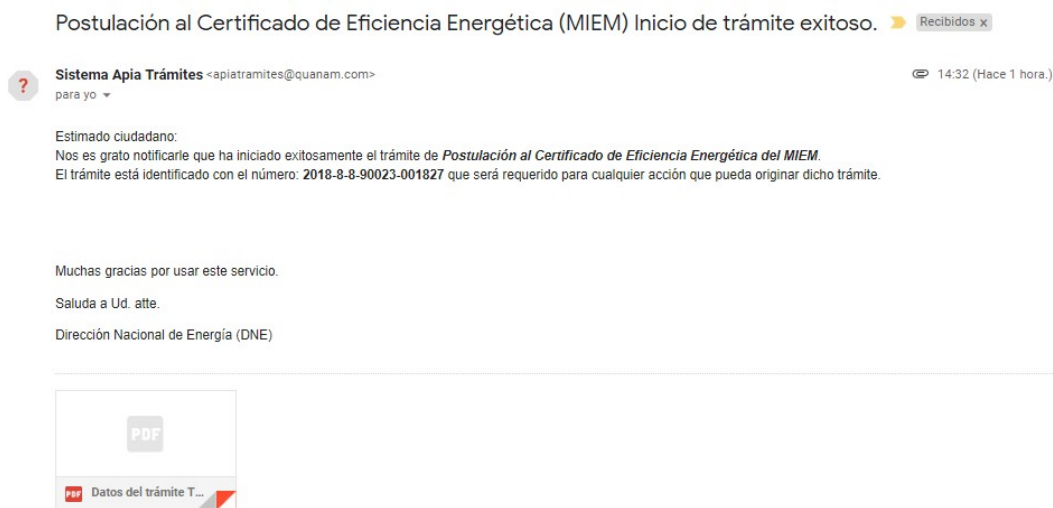 Postulación al Certificado de Eficiencia Energética (MIEM) Inicio de trámite exitoso. Recibidos x
? Sistema Apia Trámites <apiatramites@quanam.com> 14:32 (Hace 1 hora.)
para yo
Estimado ciudadano:
Nos es grato notificarle que ha iniciado exitosamente el trámite de Postulación al Certificado de Eficiencia Energética del MIEM.
El trámite está identificado con el número: 2018-8-8-90023-001827 que será requerido para cualquier acción que pueda originar dicho trámite.
Muchas gracias por usar este servicio.
Saluda a Ud. atte.
Dirección Nacional de Energía (DNE)
PDF
PDF Datos del trámite T...